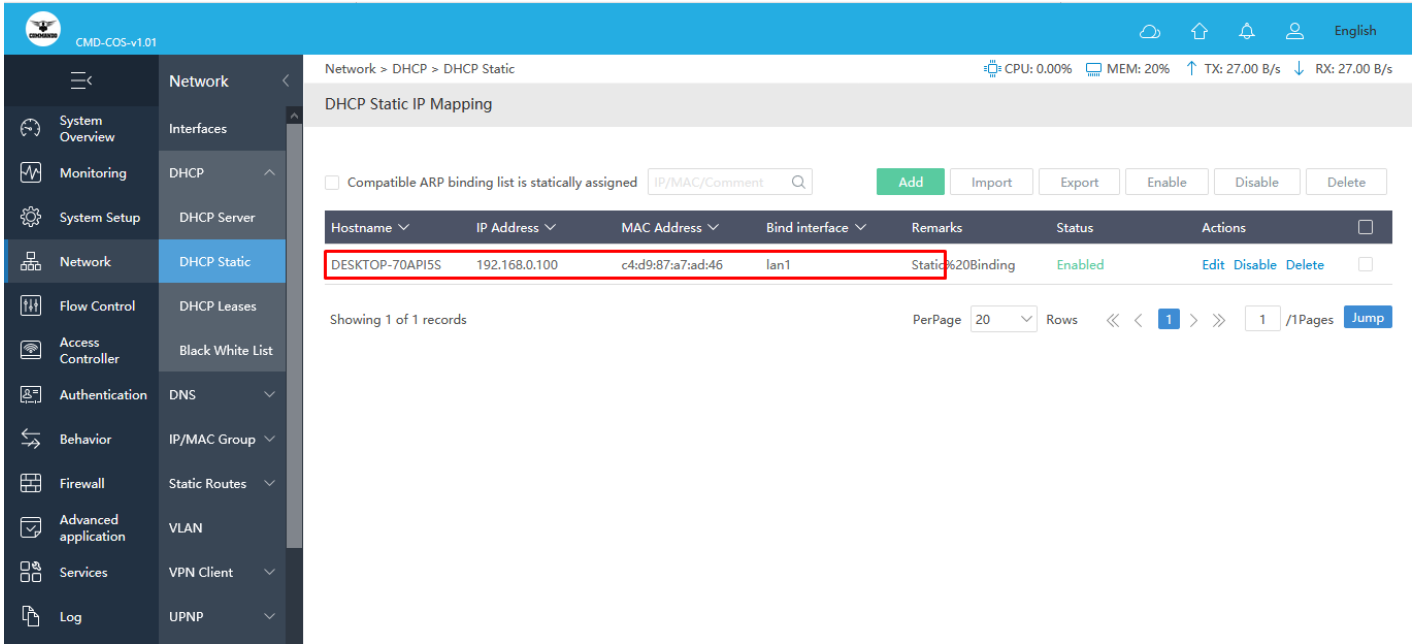 COMMANDO
CMD-COS-v1.01
English
Network
Network > DHCP > DHCP Static
CPU: 0.00% MEM: 20% TX: 27.00 B/s RX: 27.00 B/s
DHCP Static IP Mapping
System
Overview
Monitoring
System Setup
Network
Flow Control
Access
Controller
Authentication
Behavior
Firewall
Advanced
application
Services
Log
Interfaces
DHCP
DHCP Server
DHCP Static
DHCP Leases
Black White List
DNS
IP/MAC Group
Static Routes
VLAN
VPN Client
UPNP
Compatible ARP binding list is statically assigned IP/MAC/Comment Add Import Export Enable Disable Delete
Hostname IP Address MAC Address Bind interface Remarks Status Actions
DESKTOP-70API5S 192.168.0.100 c4:d9:87:a7:ad:46 lan1 Static%20Binding Enabled Edit Disable Delete
Showing 1 of 1 records PerPage 20 Rows « < 1 > » 1 /1Pages Jump